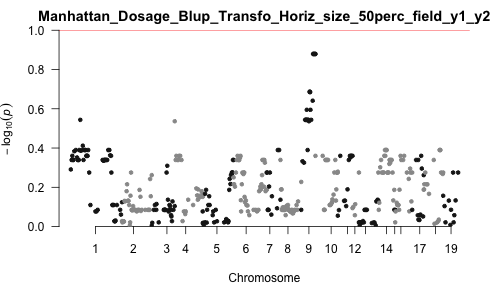 Manhattan_Dosage_Blup_Transfo_Horiz_size_50perc_field_y1_y2
1.0
0.8
0.6
0.4
0.2
0.0
−log10(p)
1 2 3 4 5 6 7 8 9 10 12 14 17 19
Chromosome